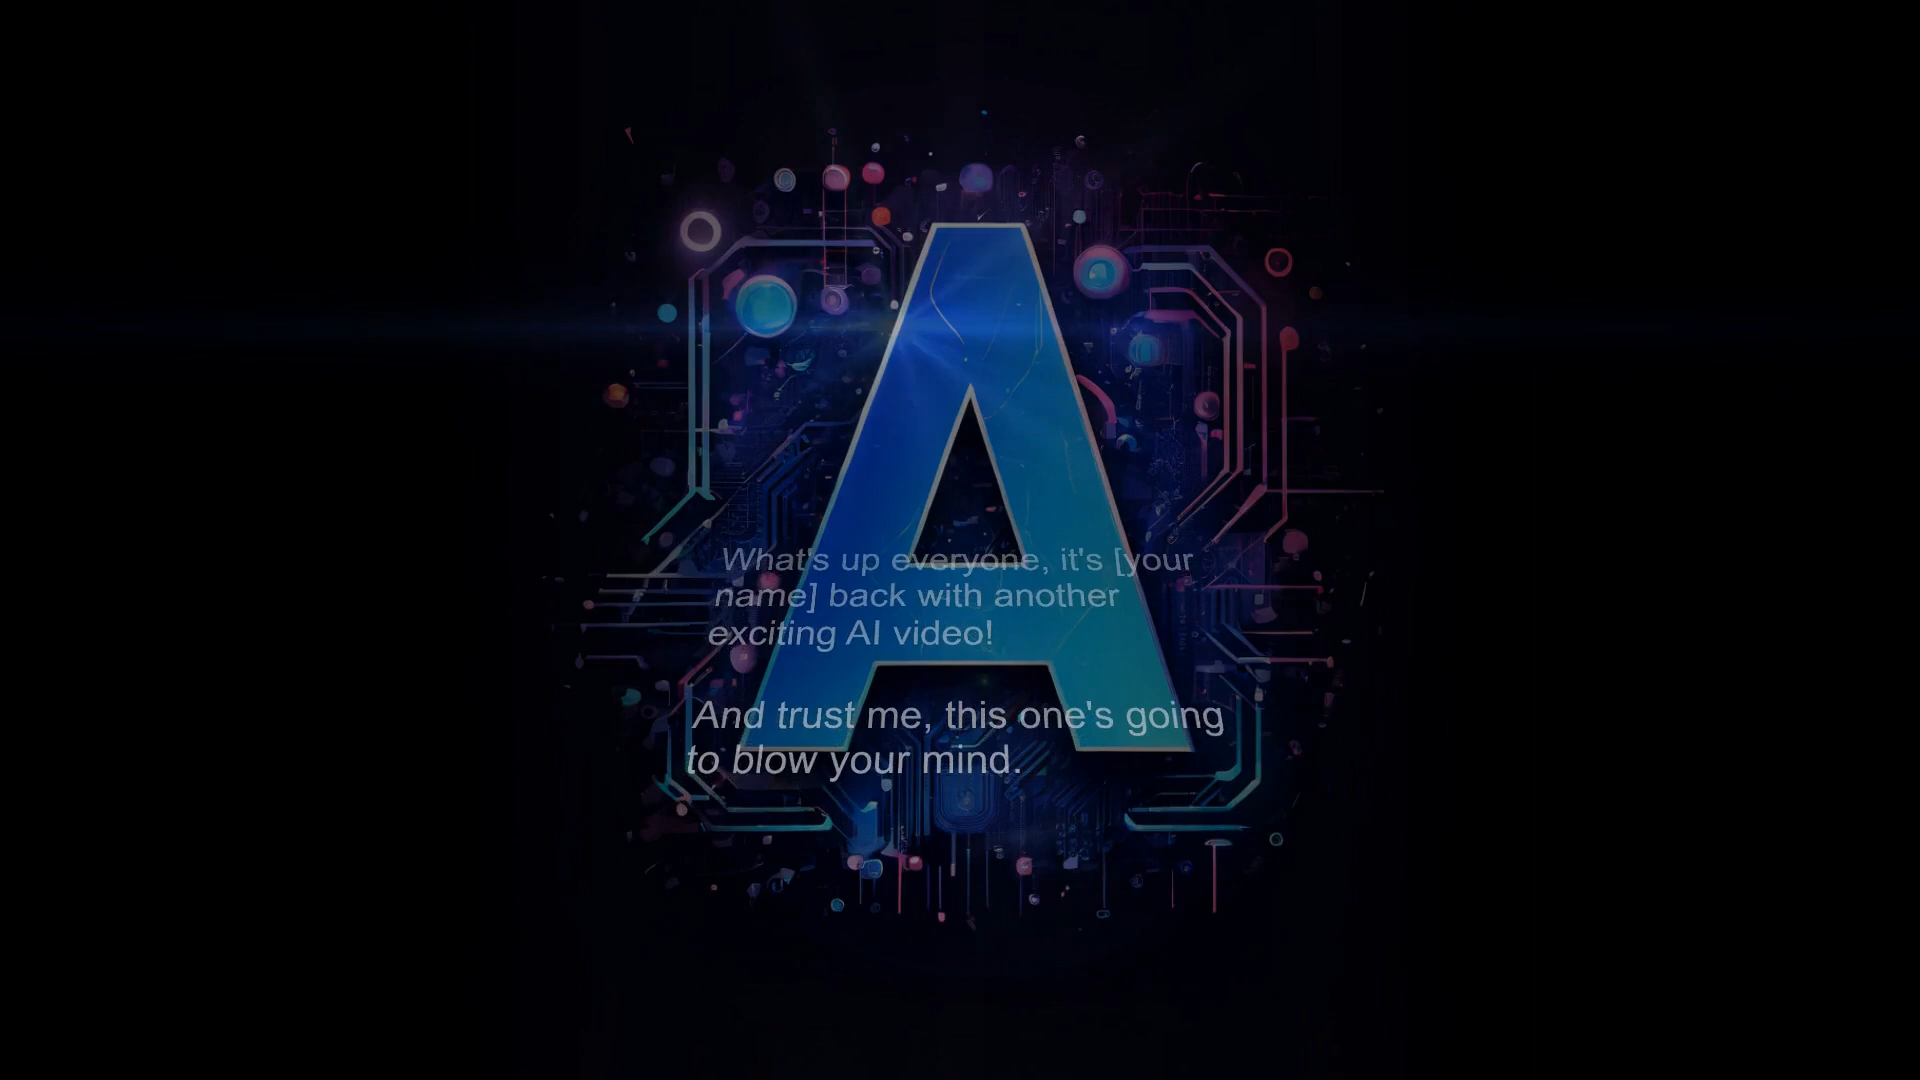 A
What's up everyone, it's [your
name] back with another
exciting AI video!
And trust me, this one's going
to blow your mind.